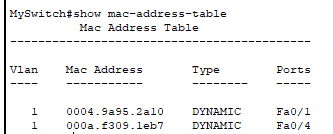 MySwitch#show mac-address-table
Mac Address Table
-------------------------------------------
Vlan Mac Address Type Ports
---- ----------- -------- -----
1 0004.9a95.2a10 DYNAMIC Fa0/1
1 000a.f309.1eb7 DYNAMIC Fa0/4